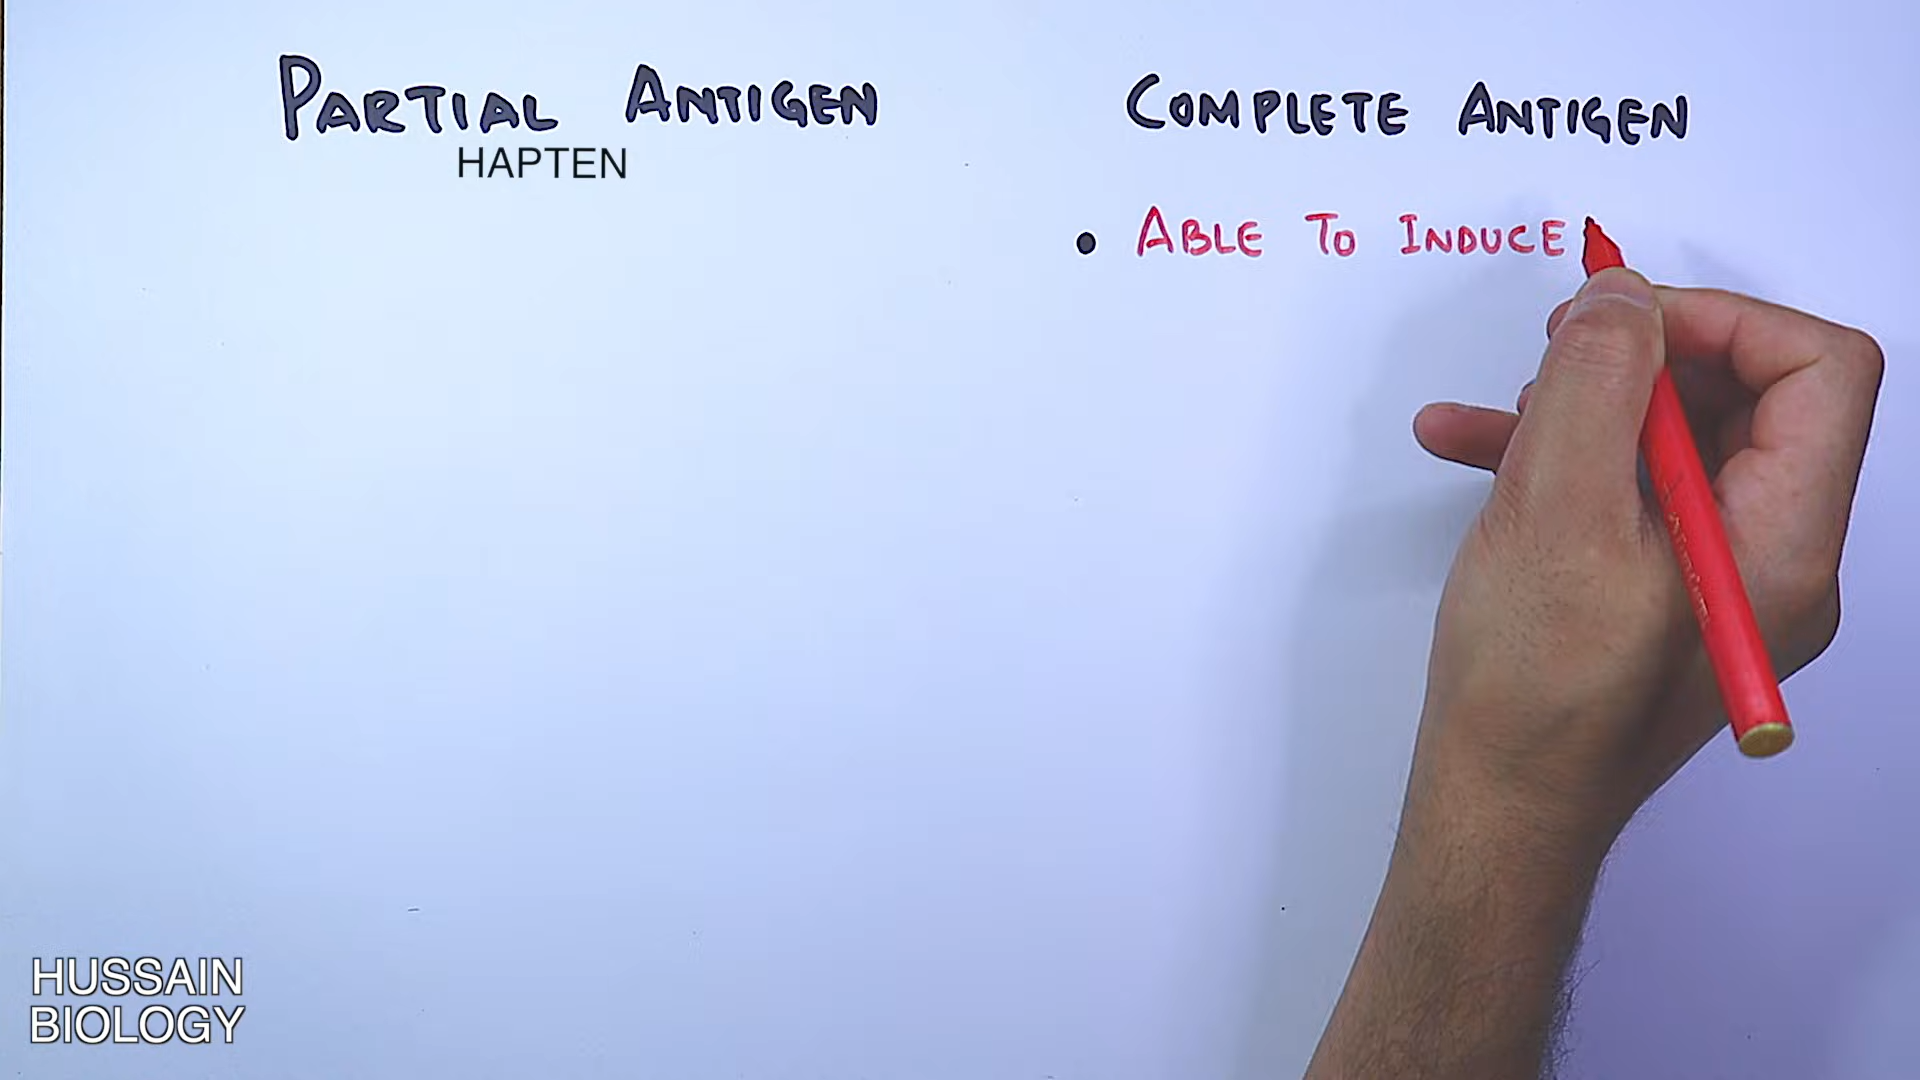 PARTIAL ANTIGEN
HAPTEN
COMPLETE ANTIGEN
• ABLE TO INDUCE
HUSSAIN
BIOLOGY